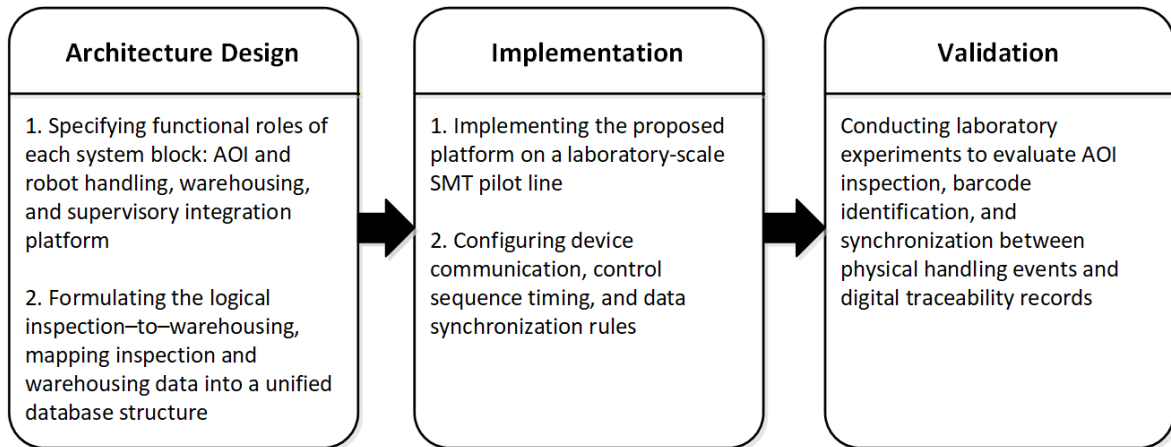 Architecture Design
1. Specifying functional roles of
each system block: AOI and
robot handling, warehousing,
and supervisory integration
platform
2. Formulating the logical
inspection–to–warehousing,
mapping inspection and
warehousing data into a unified
database structure
Implementation
1. Implementing the proposed
platform on a laboratory-scale
SMT pilot line
2. Configuring device
communication, control
sequence timing, and data
synchronization rules
Validation
Conducting laboratory
experiments to evaluate AOI
inspection, barcode
identification, and
synchronization between
physical handling events and
digital traceability records